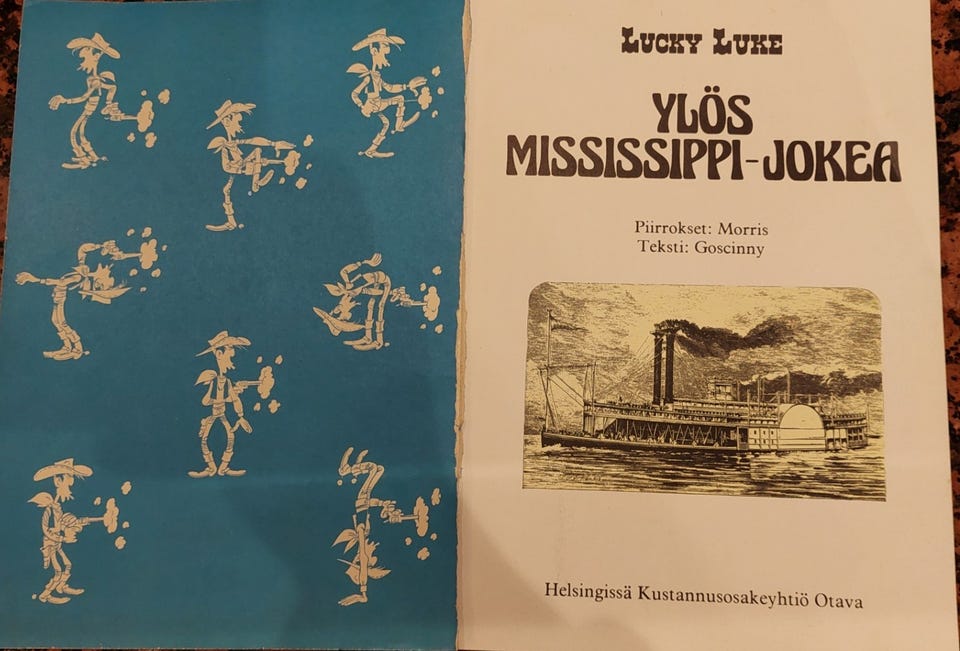 Lucky Luke
YLÖS
MISSISSIPPI-JOKEA
Piirrokset: Morris
Teksti: Goscinny
Helsingissä Kustannusosakeyhtiö Otava